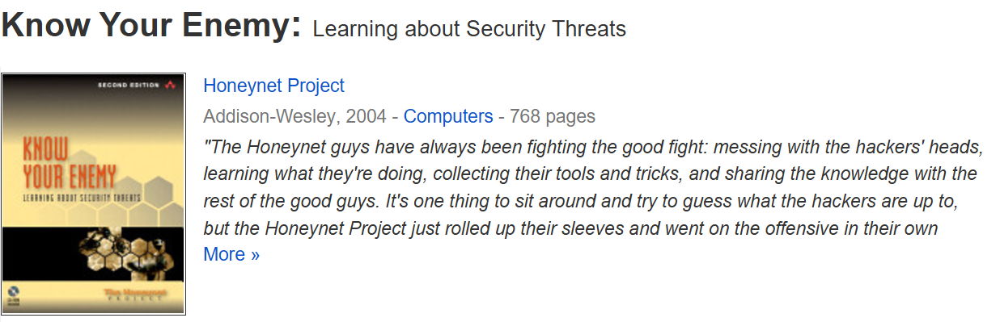 Know Your Enemy: Learning about Security Threats
SECOND EDITION
KNOW
YOUR ENEMY
LEARNING ABOUT SECURITY THREATS
The Honeynet
PROJECT
Honeynet Project
Addison-Wesley, 2004 - Computers - 768 pages
"The Honeynet guys have always been fighting the good fight: messing with the hackers' heads,
learning what they're doing, collecting their tools and tricks, and sharing the knowledge with the
rest of the good guys. It's one thing to sit around and try to guess what the hackers are up to,
but the Honeynet Project just rolled up their sleeves and went on the offensive in their own
More »